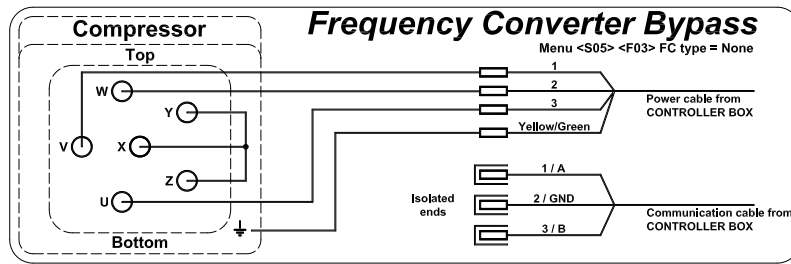 Compressor
Frequency Converter Bypass
Menu <S05> <F03> FC type = None
Top
1
W
2
Power cable from
CONTROLLER BOX
Y
3
Yellow/Green
V
X
1 / A
Z
Isolated
ends
2 / GND
U
Communication cable from
CONTROLLER BOX
3 / B
Bottom